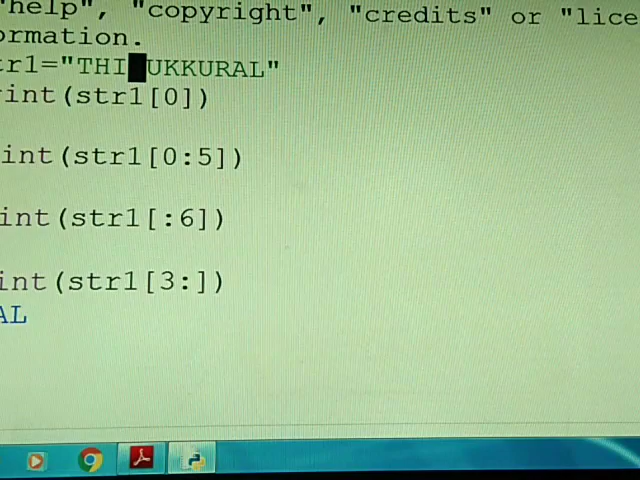 "help", "copyright", "credits" or "lice
ormation.
tr1="THI UKKURAL"
int(str1[0])
int(str1[0:5])
int(str1[:6])
int(str1[3:])
AL